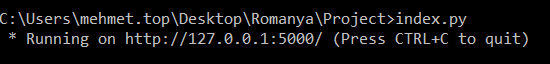 C:\Users\mehmet.top\Desktop\Romanya\Project>index.py
* Running on http://127.0.0.1:5000/ (Press CTRL+C to quit)